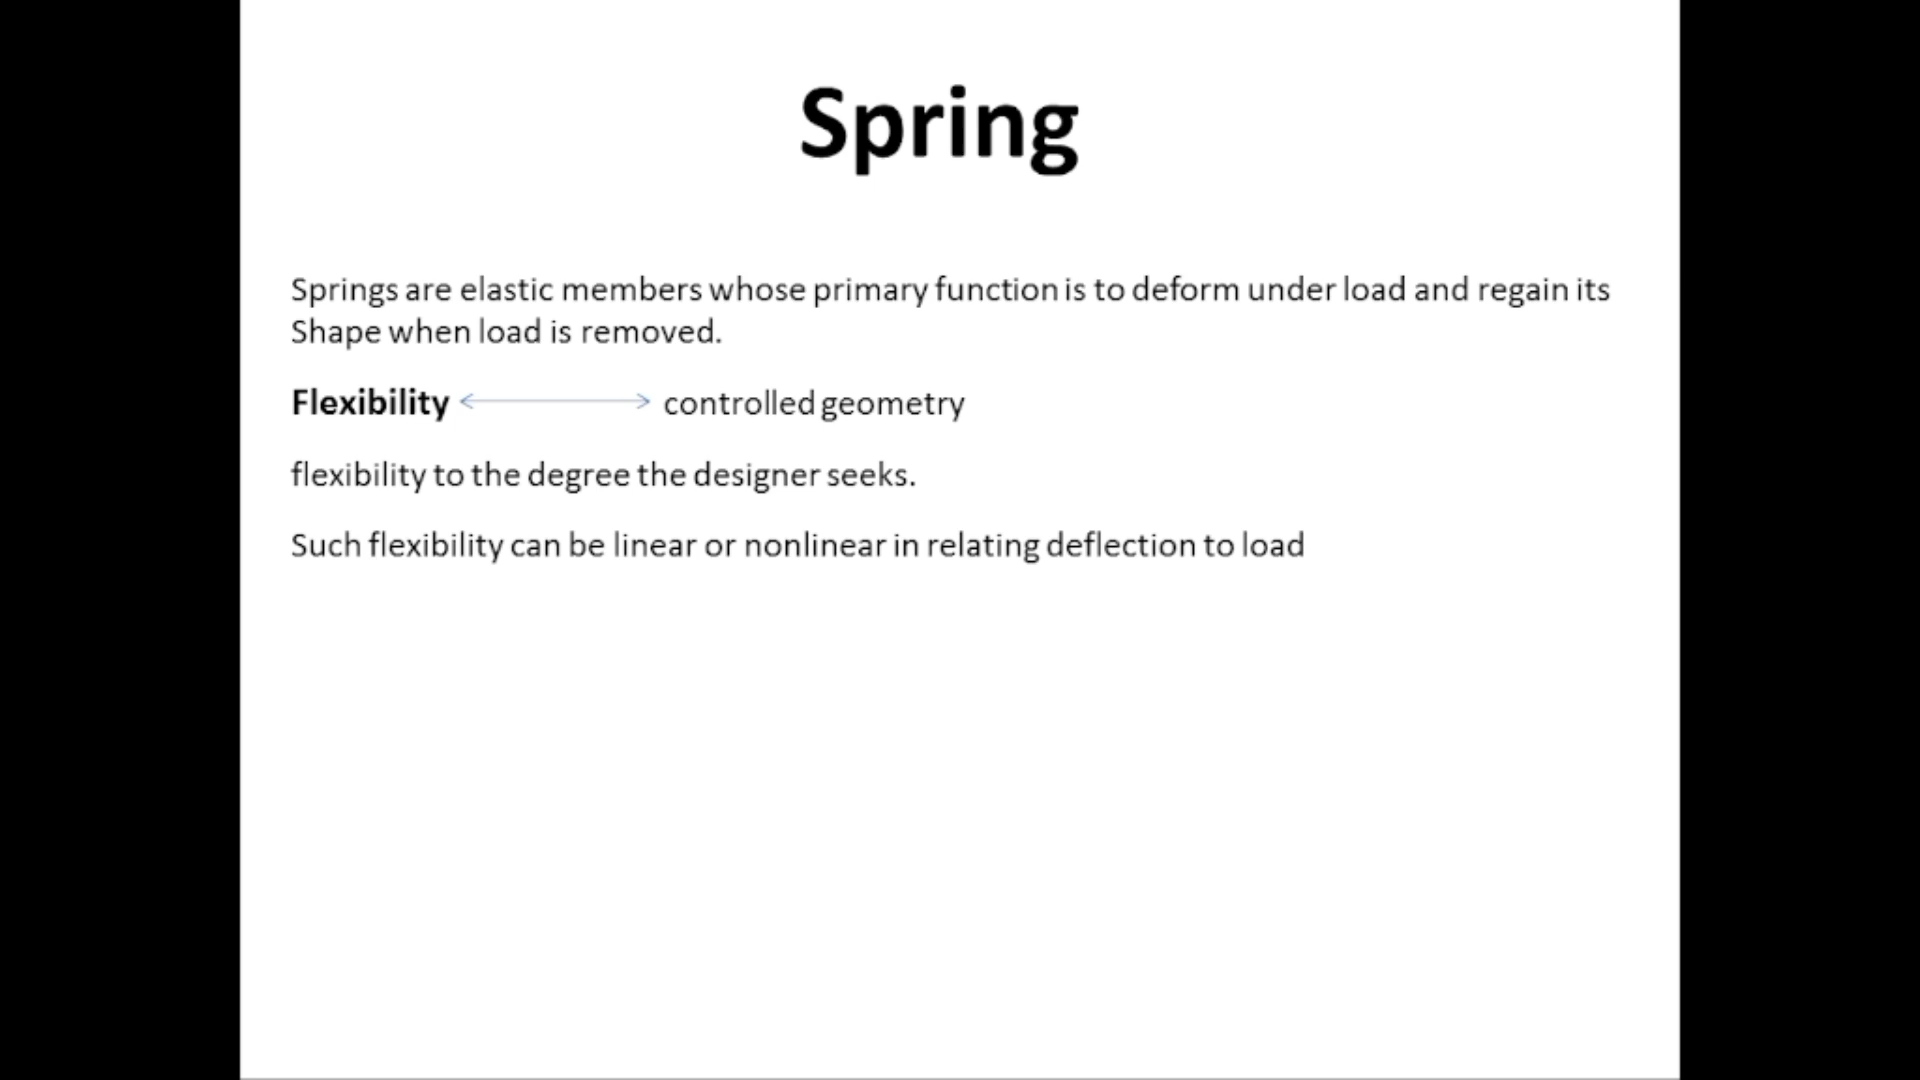 Spring
Springs are elastic members whose primary function is to deform under load and regain its
Shape when load is removed.
Flexibility controlled geometry
flexibility to the degree the designer seeks.
Such flexibility can be linear or nonlinear in relating deflection to load